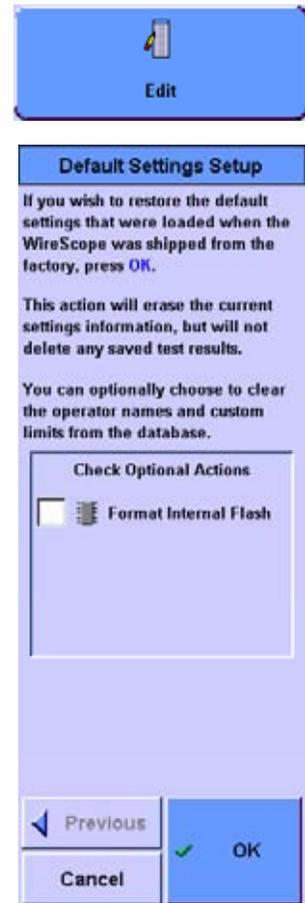 Edit
Default Settings Setup
If you wish to restore the default
settings that were loaded when the
WireScope was shipped from the
factory, press OK.
This action will erase the current
settings information, but will not
delete any saved test results.
You can optionally choose to clear
the operator names and custom
limits from the database.
Check Optional Actions
Format Internal Flash
Previous
OK
Cancel